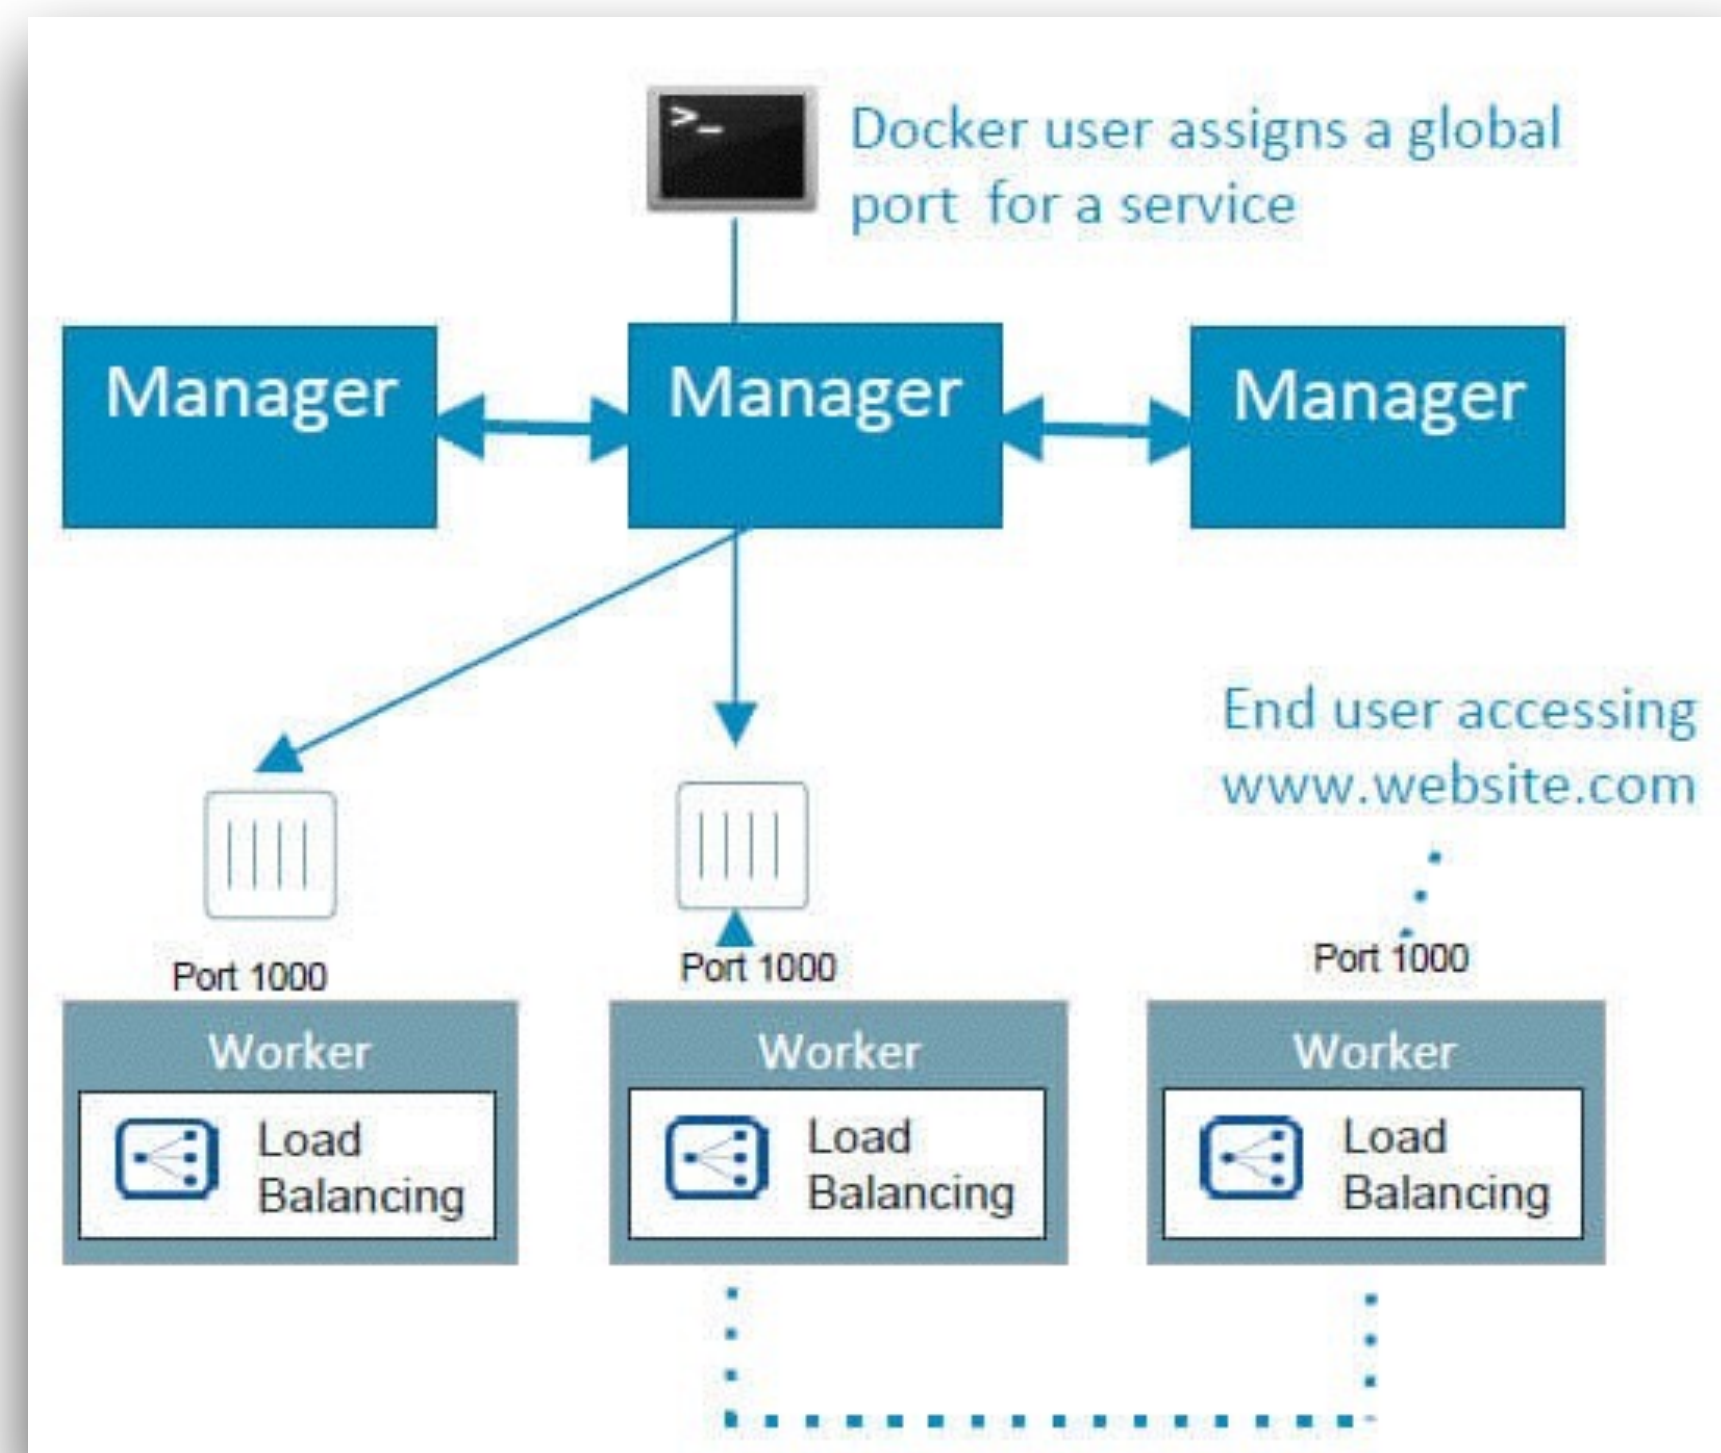 >_
Docker user assigns a global
port for a service
Manager
Manager
Manager
End user accessing
www.website.com
Port 1000
Port 1000
Port 1000
Worker
Worker
Worker
Load
Balancing
Load
Balancing
Load
Balancing